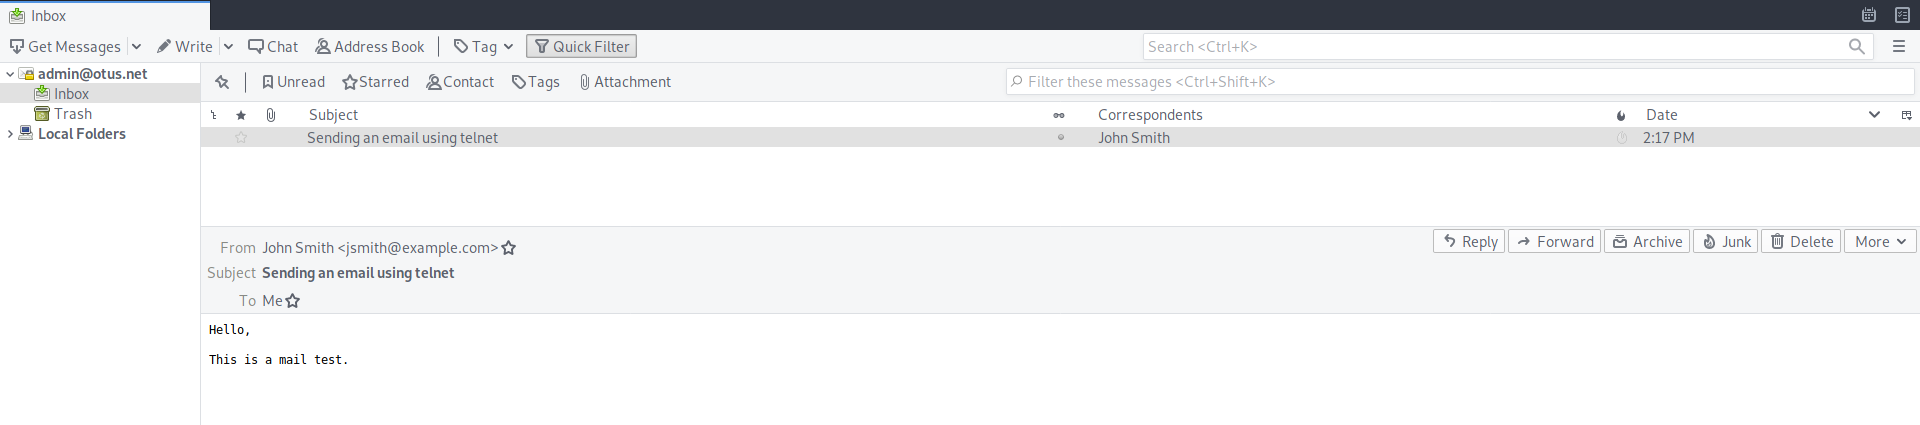 Inbox
Get Messages Write Chat Address Book Tag Quick Filter Search <Ctrl+K>
admin@otus.net
Inbox
Trash
Local Folders
Unread Starred Contact Tags Attachment Filter these messages <Ctrl+Shift+K>
Subject Correspondents Date
Sending an email using telnet John Smith 2:17 PM
From John Smith <jsmith@example.com> Reply Forward Archive Junk Delete More
Subject Sending an email using telnet
To Me
Hello,
This is a mail test.